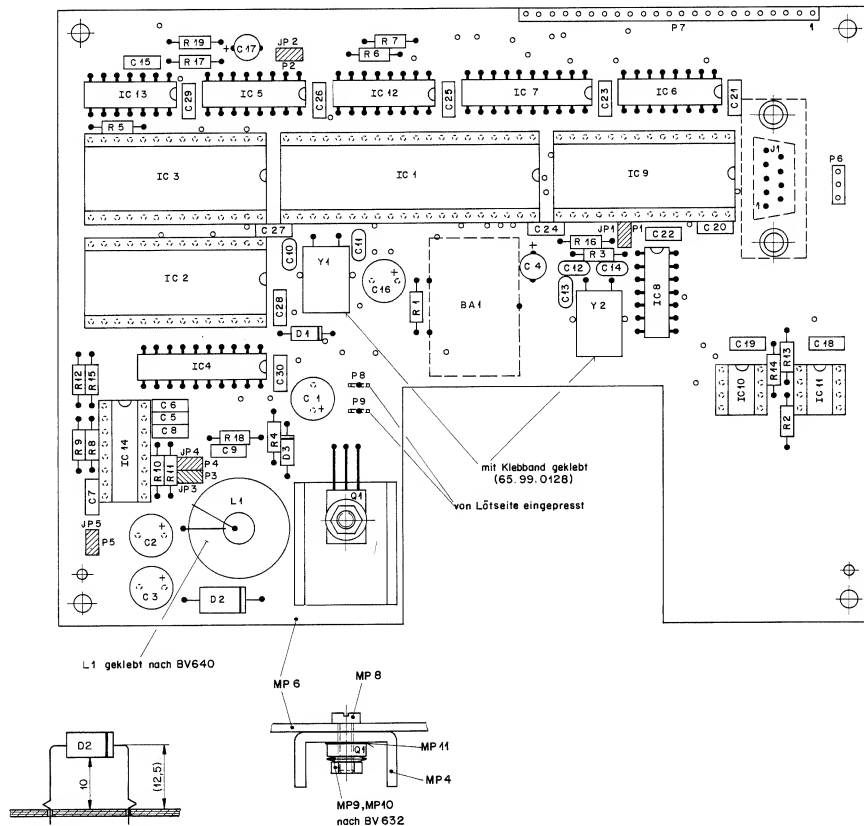 P7
1
R 19
C 17
JP 2
P2
R 7
R 6
C 15
R 17
IC 13
C 29
IC 5
C 26
IC 12
C 25
IC 7
C 23
IC 6
C 21
R 5
J1
1
P6
IC 3
IC 1
IC 9
C 27
C 24
JP1
P1
C 22
C 20
C 10
Y1
C 11
R 16
R 3
C 4
C 12
C 14
C 13
C 16
R 1
BA 1
Y 2
IC 8
IC 2
C 28
D 1
IC4
C 30
P8
P9
C 1
C 19
C 18
R 14
R 13
IC 10
IC 11
R 2
R 12
R 15
C 6
C 5
C 8
R 9
R 8
IC 14
R 18
C 9
R 4
D 3
R 10
R 11
JP4
P4
P3
JP3
C 7
L1
Q1
JP5
P5
C 2
C 3
D 2
mit Klebband geklebt
(65.99.0128)
von Lötseite eingepresst
L1 geklebt nach BV640
MP 6
MP 8
D2
10
(12,5)
Q1
MP 11
MP 4
MP9, MP10
nach BV 632